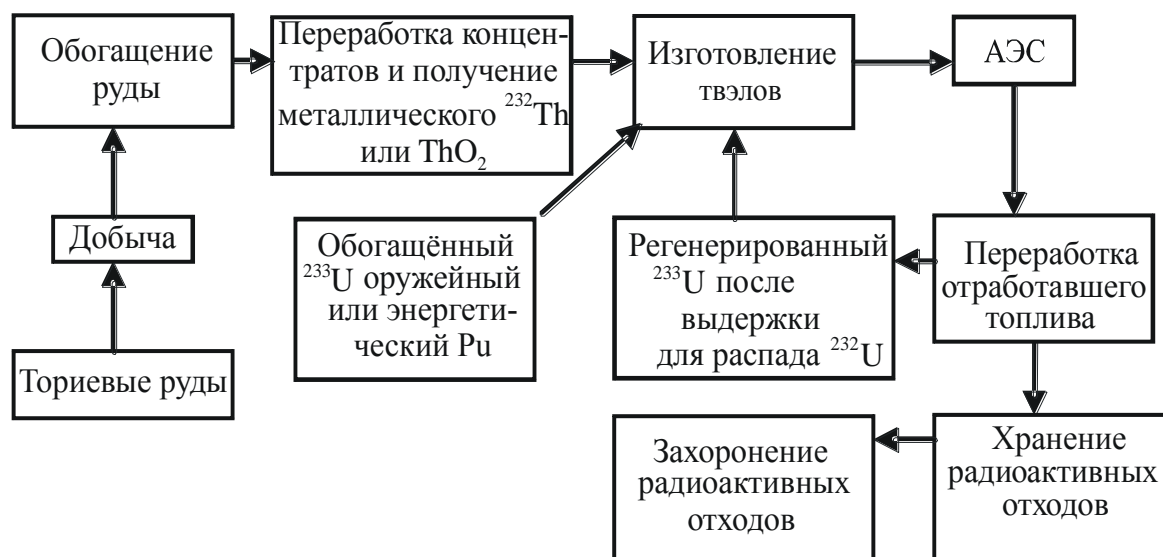 Обогащение
руды
Переработка концен-
тратов и получение
металлического ²³²Th
или ThO₂
Изготовление
твэлов
АЭС
Добыча
Обогащённый
²³³U оружейный
или энергети-
ческий Pu
Регенерированный
²³³U после
выдержки
для распада ²³²U
Переработка
отработавшего
топлива
Ториевые руды
Захоронение
радиоактивных
отходов
Хранение
радиоактивных
отходов